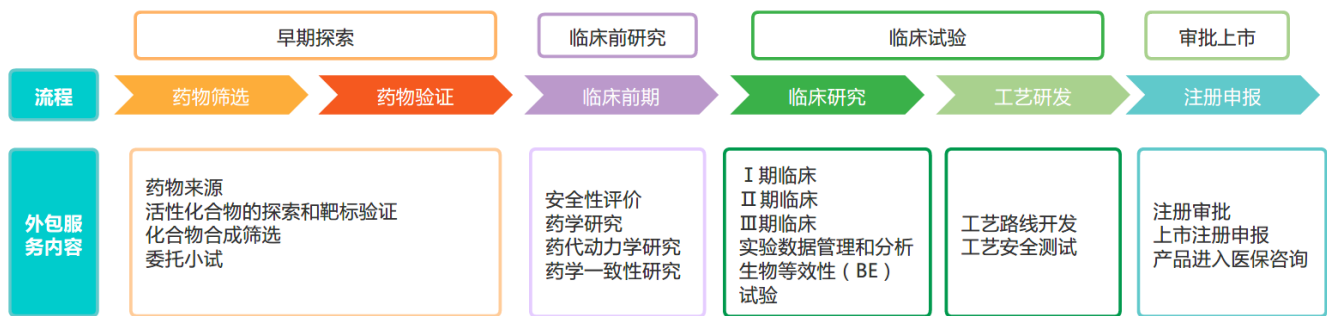 早期探索
临床前研究
临床试验
审批上市
流程
药物筛选
药物验证
临床前期
临床研究
工艺研发
注册申报
外包服
务内容
药物来源
活性化合物的探索和靶标验证
化合物合成筛选
委托小试
安全性评价
药学研究
药代动力学研究
药学一致性研究
Ⅰ期临床
Ⅱ期临床
Ⅲ期临床
实验数据管理和分析
生物等效性（BE）
试验
工艺路线开发
工艺安全测试
注册审批
上市注册申报
产品进入医保咨询